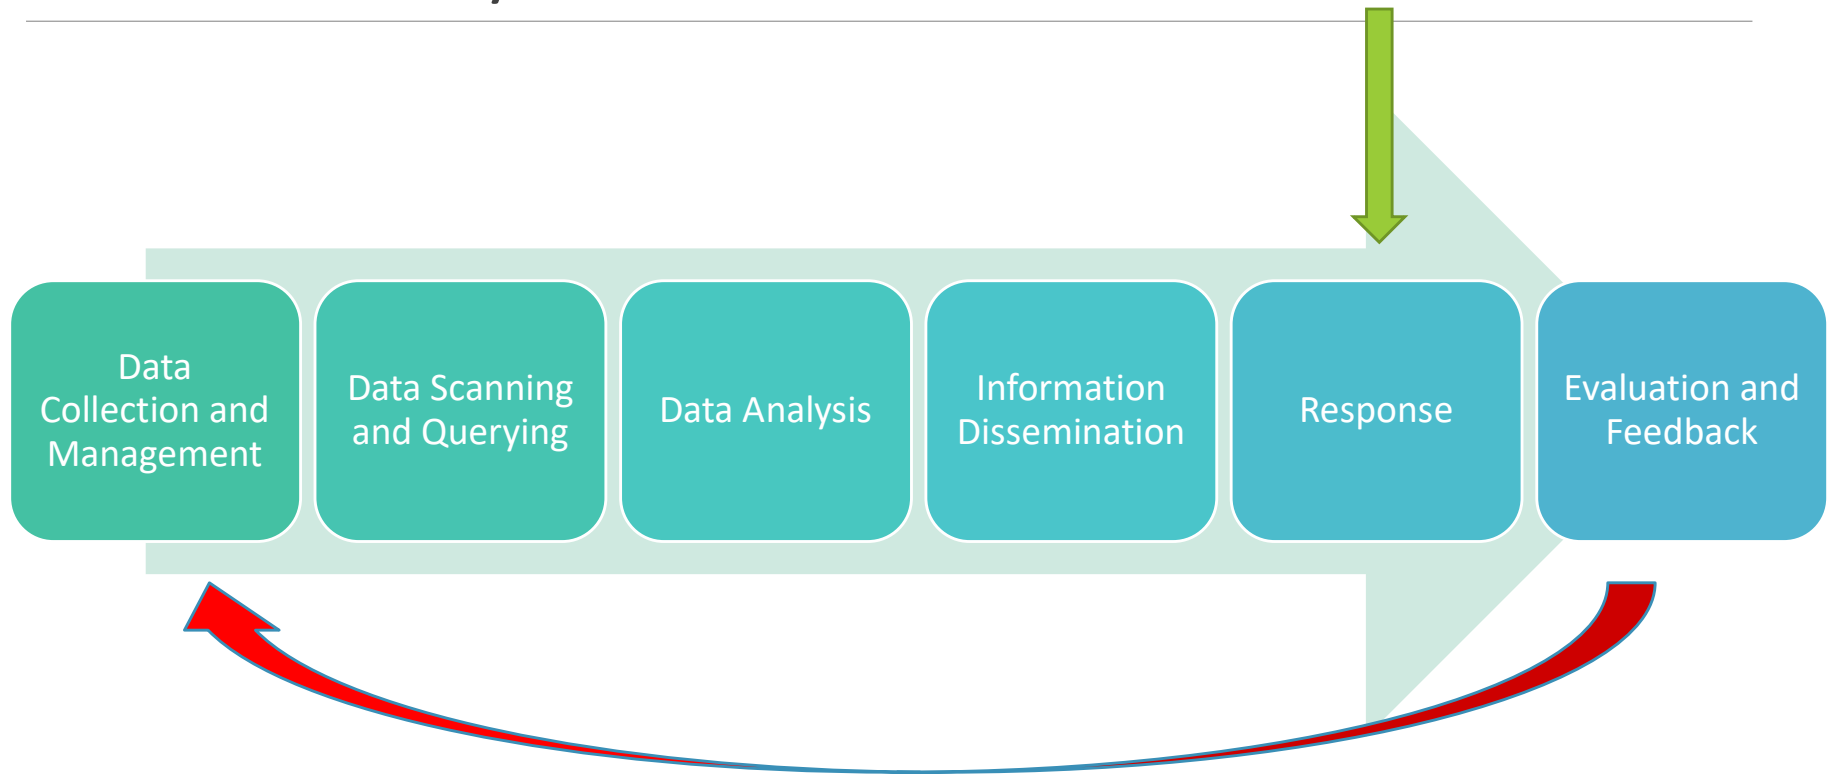 Data
Collection and
Management
Data Scanning
and Querying
Data Analysis
Information
Dissemination
Response
Evaluation and
Feedback